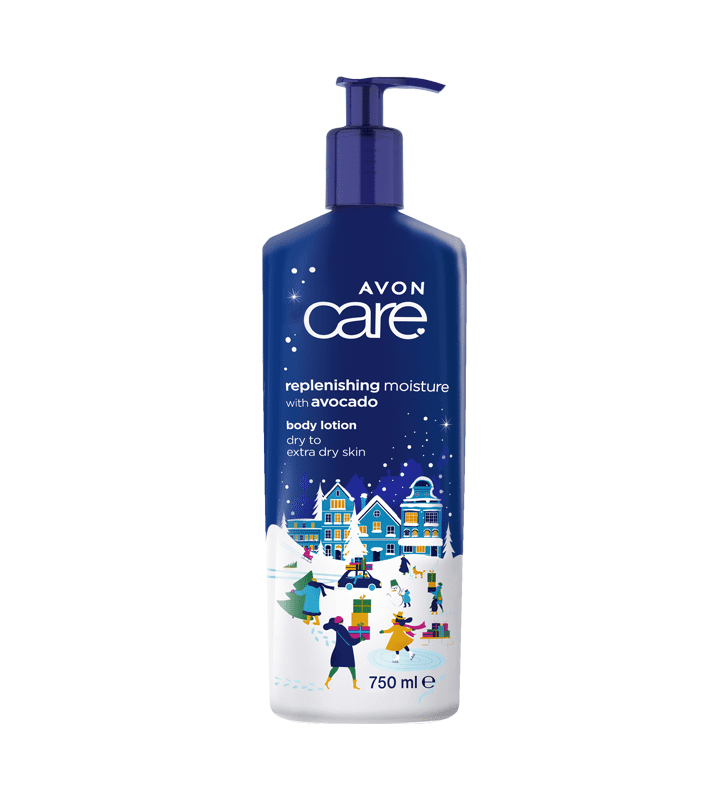 AVON
care
replenishing moisture
with avocado
body lotion
dry to
extra dry skin
750 ml ℮